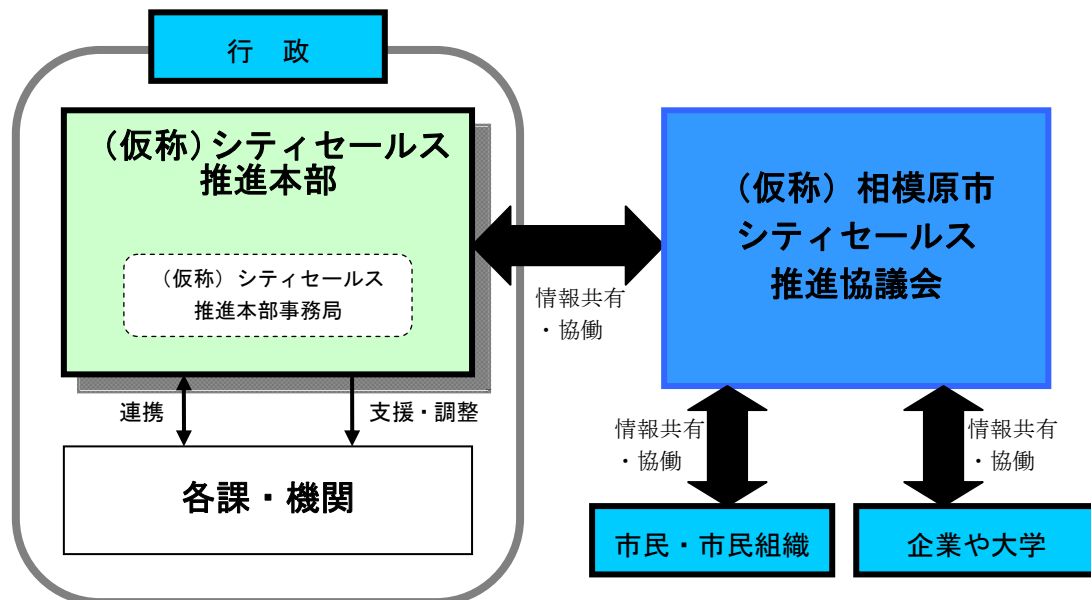 行　政
（仮称）シティセールス
推進本部
（仮称）シティセールス
推進本部事務局
連携
支援・調整
各課・機関
情報共有
・協働
（仮称）相模原市
シティセールス
推進協議会
情報共有
・協働
情報共有
・協働
市民・市民組織
企業や大学